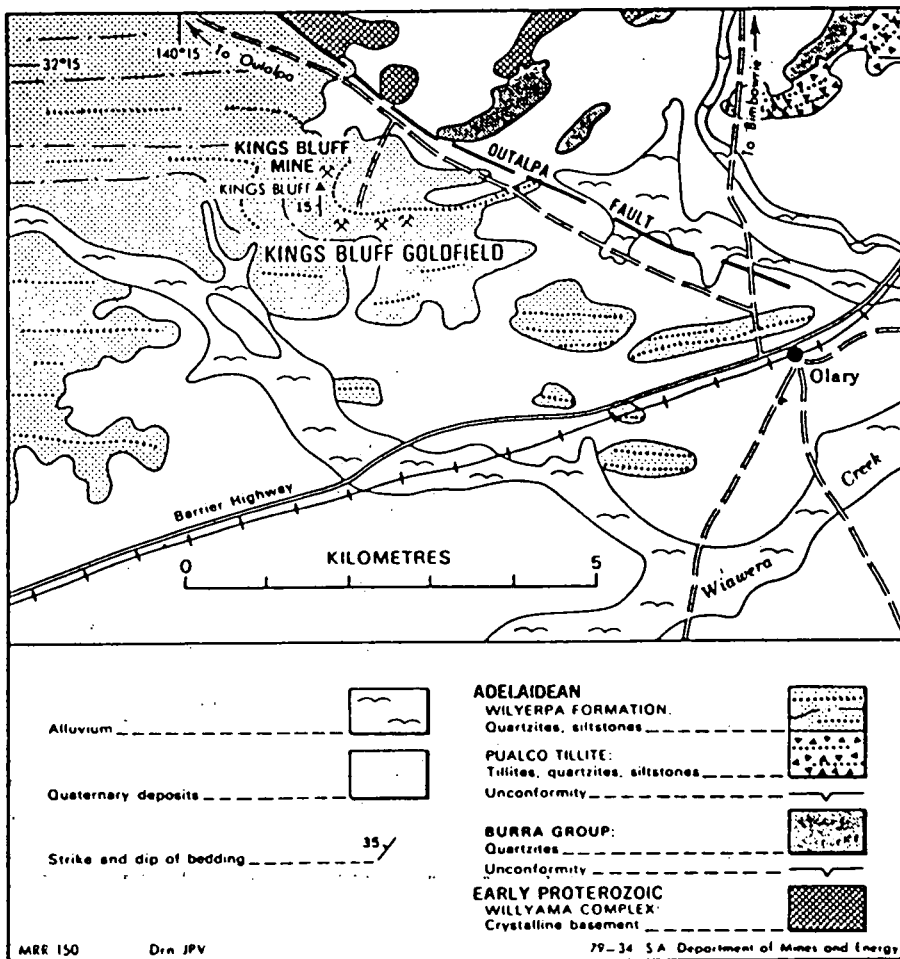 140°15
32°15
To Outalpa
To Bimbowrie
KINGS BLUFF
MINE
KINGS BLUFF
15
OUTALPA
FAULT
KINGS BLUFF GOLDFIELD
Olary
Barrier Highway
Creek
Wiawera
KILOMETRES
0
5
Alluvium
Quaternary deposits
Strike and dip of bedding
35
ADELAIDEAN
WILYERPA FORMATION:
Quartzites, siltstones
PUALCO TILLITE:
Tillites, quartzites, siltstones
Unconformity
BURRA GROUP:
Quartzites
Unconformity
EARLY PROTEROZOIC
WILLYAMA COMPLEX:
Crystalline basement
MRR 150
Drn JPV
79–34 S.A. Department of Mines and Energy